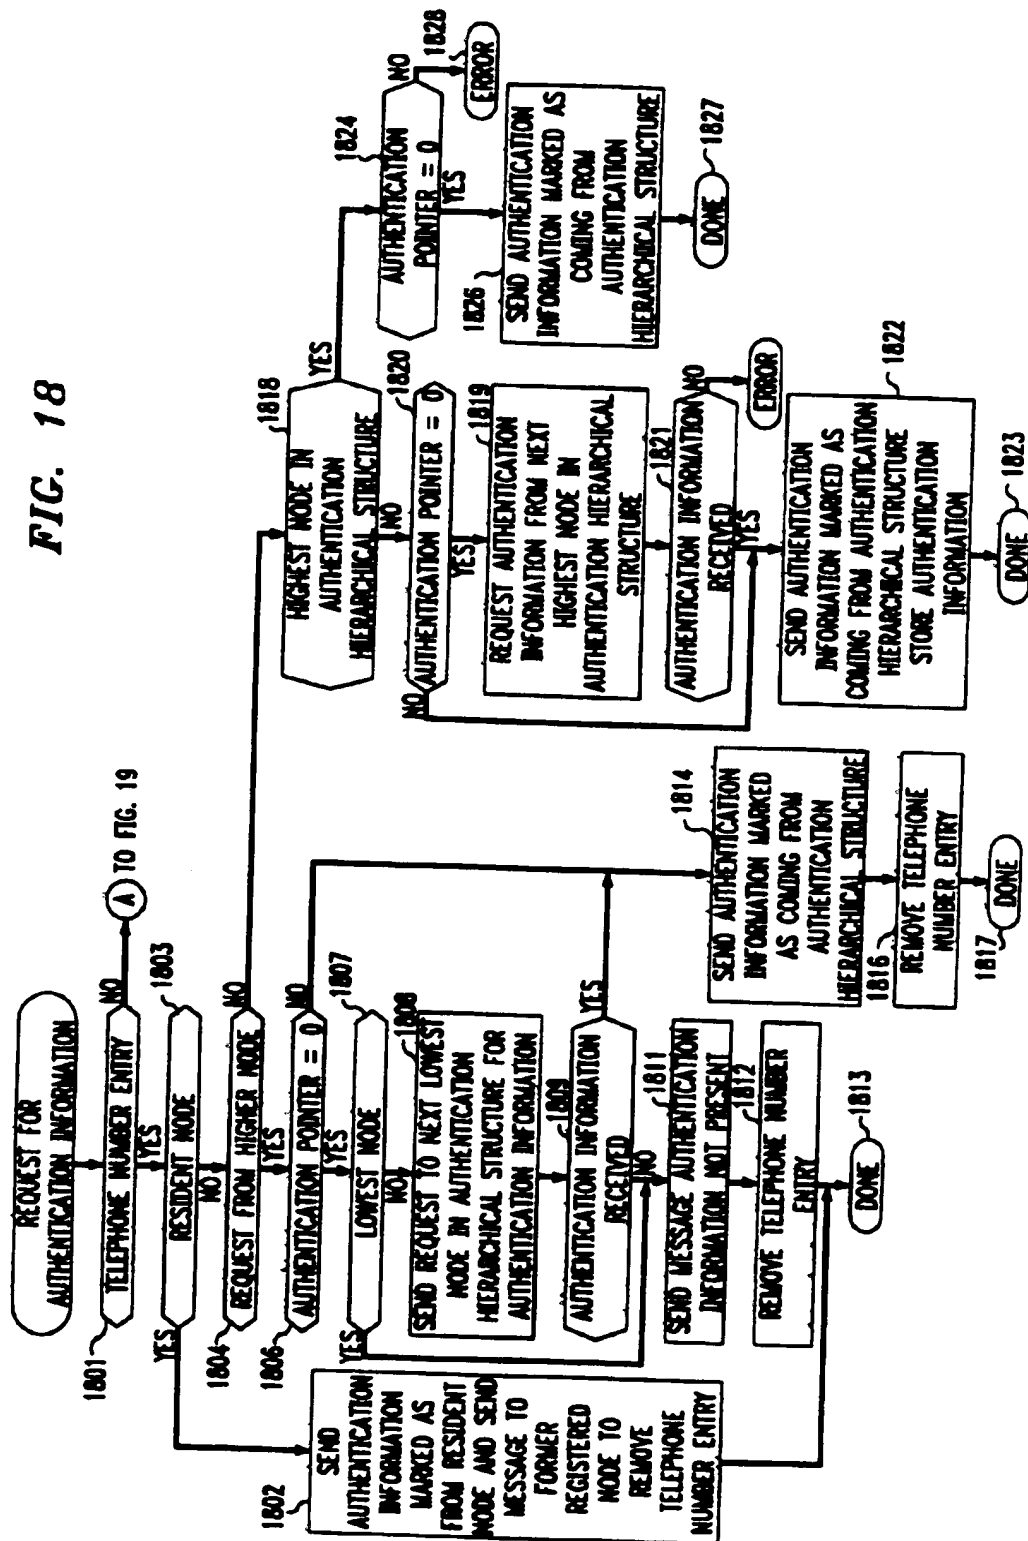 FIG. 18
REQUEST FOR
AUTHENTICATION INFORMATION
1801
TELEPHONE NUMBER ENTRY
NO
A TO FIG. 19
YES
1803
RESIDENT NODE
YES
NO
1804
REQUEST FROM HIGHER NODE
NO
YES
1806
AUTHENTICATION POINTER = 0
NO
YES
1807
LOWEST NODE
YES
NO
1808
SEND REQUEST TO NEXT LOWEST
NODE IN AUTHENTICATION
HIERARCHICAL STRUCTURE FOR
AUTHENTICATION INFORMATION
1809
AUTHENTICATION INFORMATION
RECEIVED
YES
NO
1811
SEND MESSAGE AUTHENTICATION
INFORMATION NOT PRESENT
1812
REMOVE TELEPHONE NUMBER
ENTRY
DONE
1813
1802
SEND
AUTHENTICATION
INFORMATION
MARKED AS
FROM RESIDENT
NODE AND SEND
MESSAGE TO
FORMER
REGISTERED
NODE TO
REMOVE
TELEPHONE
NUMBER ENTRY
1814
SEND AUTHENTICATION
INFORMATION MARKED
AS COMING FROM
AUTHENTICATION
HIERARCHICAL STRUCTURE
1816
REMOVE TELEPHONE
NUMBER ENTRY
1817
DONE
1818
HIGHEST NODE IN
AUTHENTICATION
HIERARCHICAL STRUCTURE
YES
NO
1820
AUTHENTICATION POINTER = 0
NO
YES
1819
REQUEST AUTHENTICATION
INFORMATION FROM NEXT
HIGHEST NODE IN
AUTHENTICATION HIERARCHICAL
STRUCTURE
1821
AUTHENTICATION INFORMATION
RECEIVED
NO
YES
ERROR
1822
SEND AUTHENTICATION
INFORMATION MARKED AS
COMING FROM AUTHENTICATION
HIERARCHICAL STRUCTURE
STORE AUTHENTICATION
INFORMATION
DONE
1823
1824
AUTHENTICATION
POINTER = 0
NO
YES
1828
ERROR
1826
SEND AUTHENTICATION
INFORMATION MARKED AS
COMING FROM
AUTHENTICATION
HIERARCHICAL STRUCTURE
DONE
1827